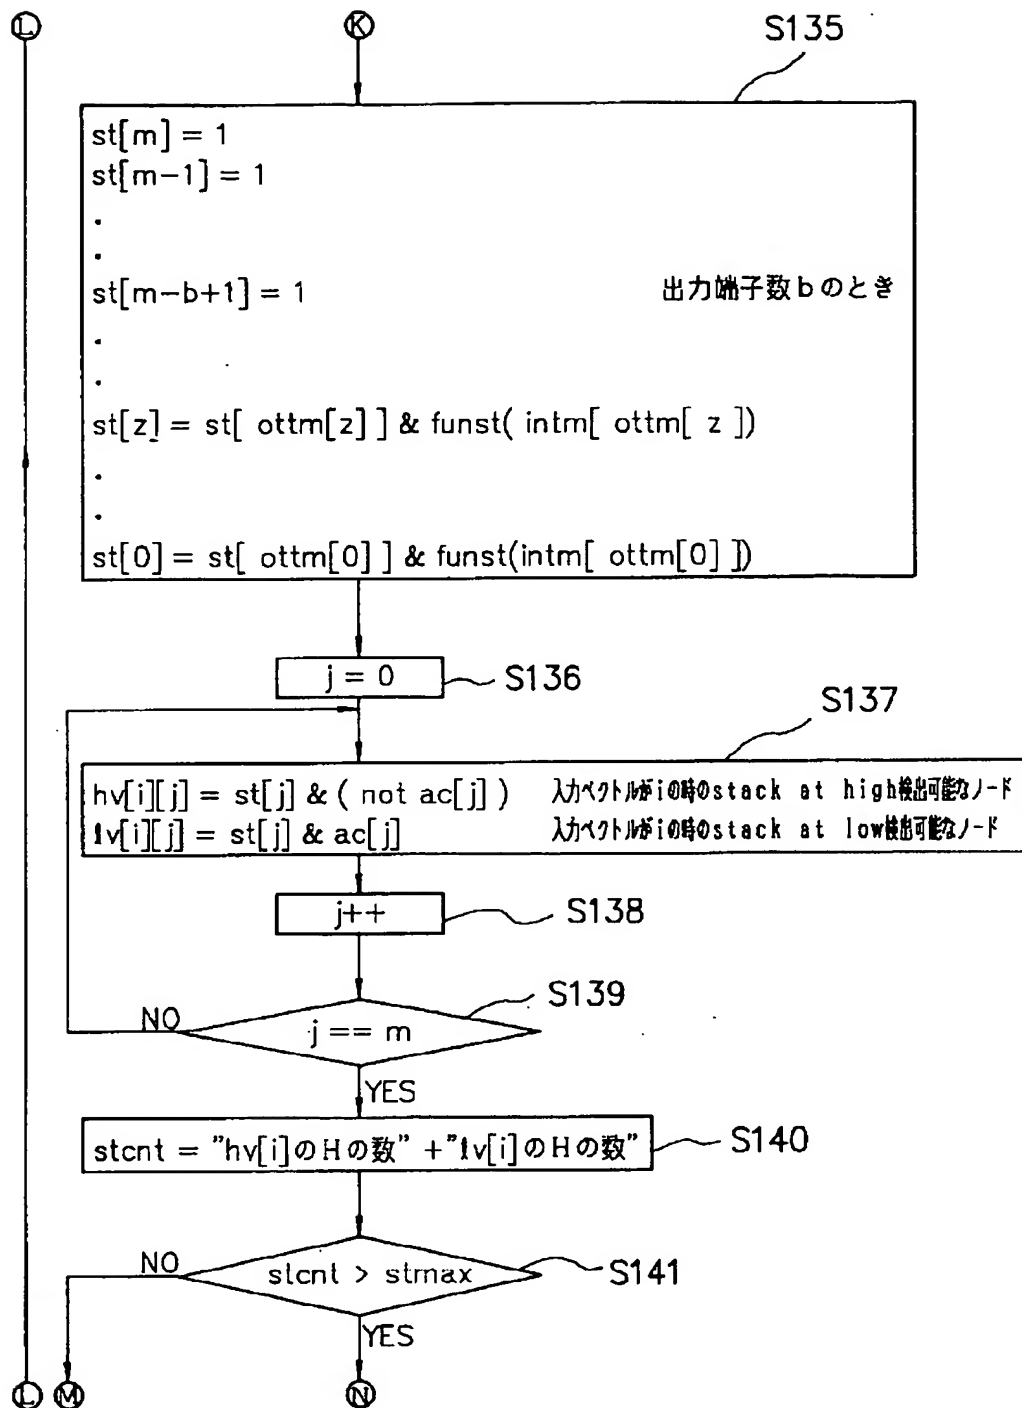 L
K
S135
st[m] = 1
st[m-1] = 1
.
.
st[m-b+1] = 1 出力端子数bのとき
.
.
st[z] = st[ ottm[z] ] & funst( intm[ ottm[ z ])
.
.
st[0] = st[ ottm[0] ] & funst(intm[ ottm[0] ])
j = 0
S136
S137
hv[i][j] = st[j] & ( not ac[j] ) 入力ベクトルがiの時のstack at high検出可能なノード
lv[i][j] = st[j] & ac[j] 入力ベクトルがiの時のstack at low検出可能なノード
j++
S138
S139
NO
j == m
YES
stcnt = "hv[i]のHの数" +"lv[i]のHの数"
S140
NO
stcnt > stmax
S141
YES
L
M
N